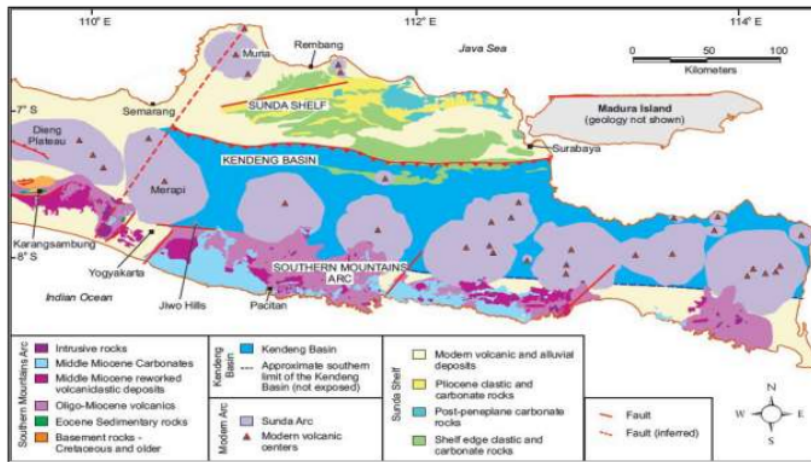 110° E
112° E
114° E
Rembang
Java Sea
Muria
0 50 100
Kilometers
Semarang
SUNDA SHELF
7° S
Madura Island
(geology not shown)
Dieng
Plateau
Surabaya
KENDENG BASIN
Merapi
Karangsambung
Yogyakarta
8° S
SOUTHERN MOUNTAINS
ARC
Indian Ocean
Jiwo Hills
Pacitan
Southern Mountains Arc
Intrusive rocks
Middle Miocene Carbonates
Middle Miocene reworked
volcanidastic deposits
Oligo-Miocene volcanics
Eocene Sedimentary rocks
Basement rocks -
Cretaceous and older
Kendeng
Basin
Kendeng Basin
Approximate southern
limit of the Kendeng
Basin (not exposed)
Modern Arc
Sunda Arc
Modern volcanic
centers
Sunda Shelf
Modern volcanic and alluvial
deposits
Pliocene clastic and
carbonate rocks
Post-peneplane carbonate
rocks
Shelf edge clastic and
carbonate rocks
N
W E
S
Fault
Fault (inferred)